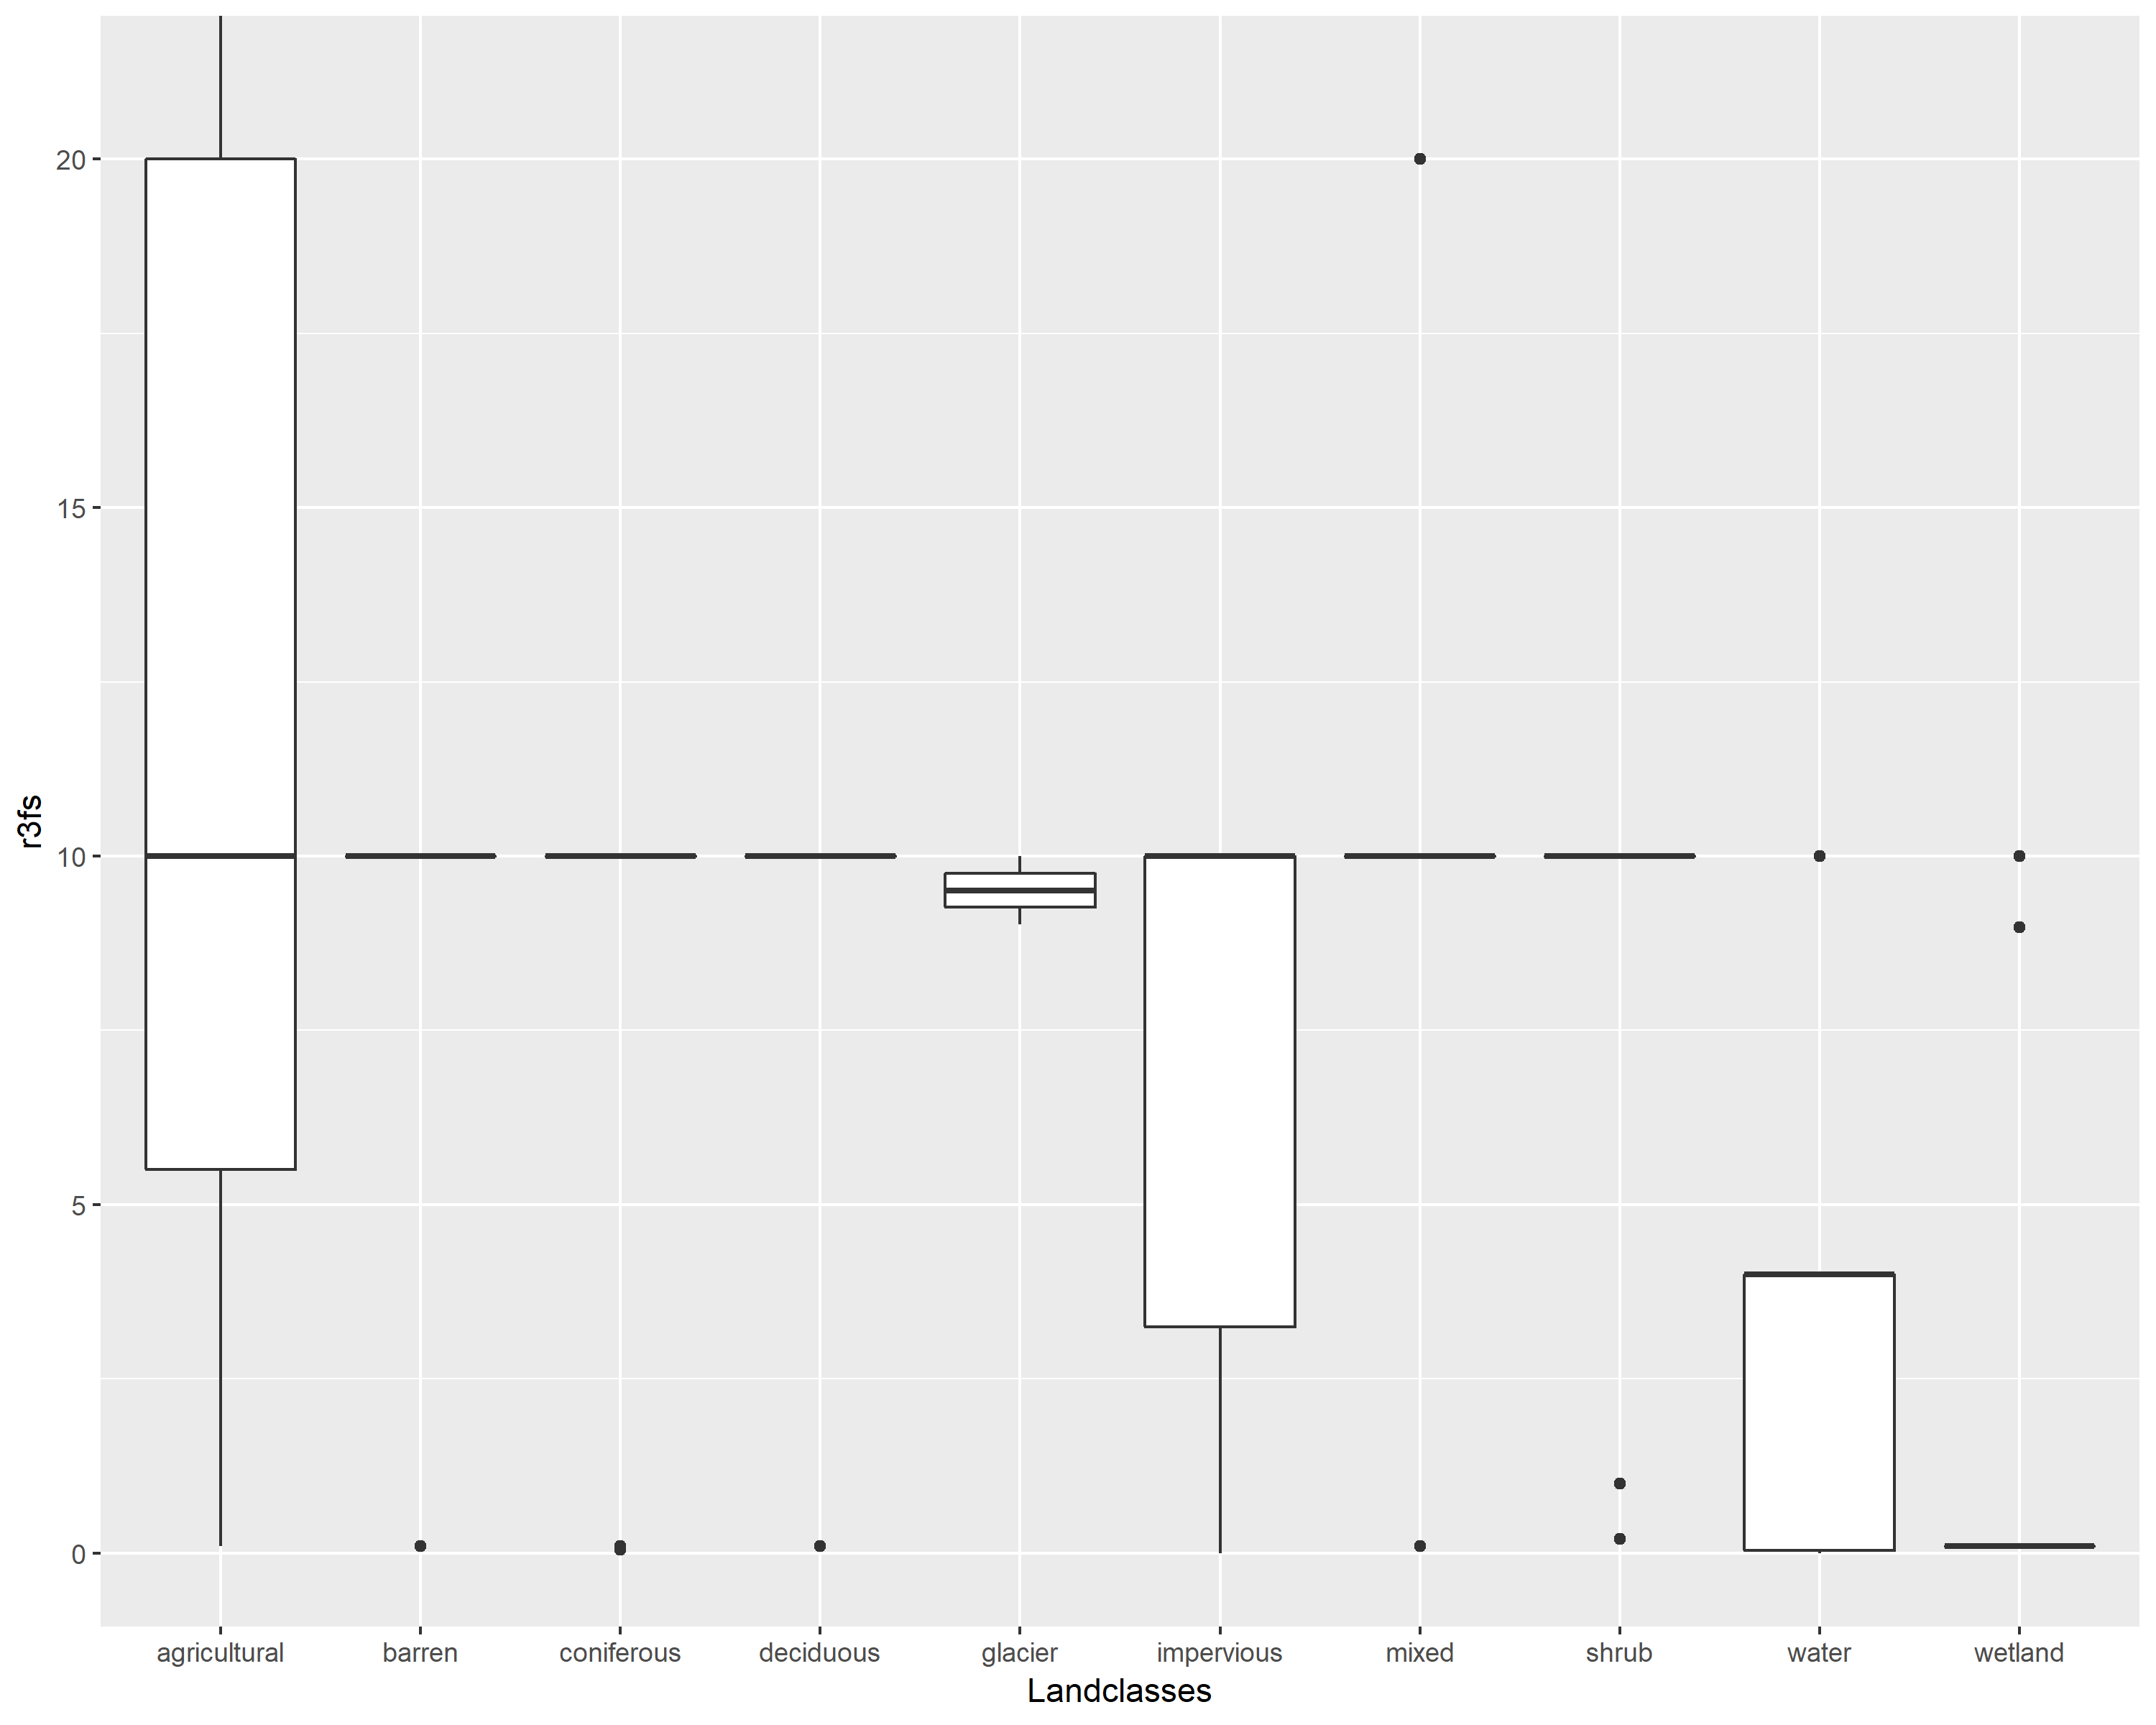 r3fs
20
15
10
5
0
agricultural barren coniferous deciduous glacier impervious mixed shrub water wetland
Landclasses